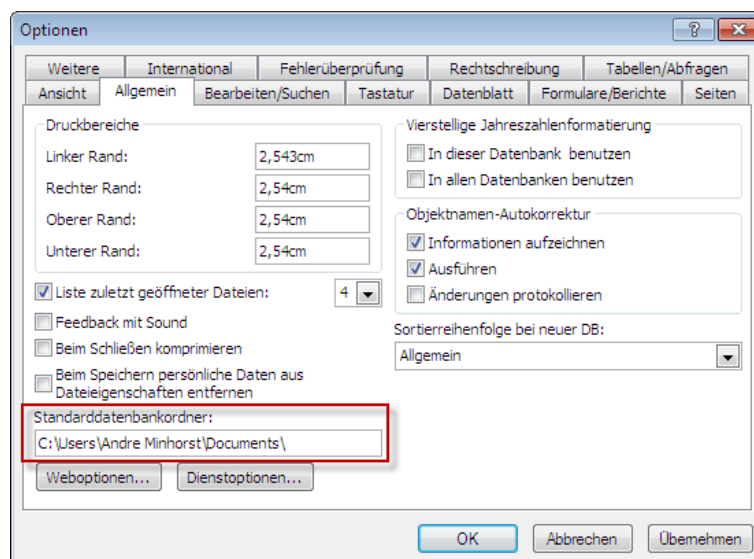 Optionen
Weitere International Fehlerüberprüfung Rechtschreibung Tabellen/Abfragen
Ansicht Allgemein Bearbeiten/Suchen Tastatur Datenblatt Formulare/Berichte Seiten
Druckbereiche
Linker Rand: 2,543cm
Rechter Rand: 2,54cm
Oberer Rand: 2,54cm
Unterer Rand: 2,54cm
Liste zuletzt geöffneter Dateien: 4
Feedback mit Sound
Beim Schließen komprimieren
Beim Speichern persönliche Daten aus
Dateieigenschaften entfernen
Standarddatenbankordner:
C:\Users\Andre Minhorst\Documents\
Weboptionen... Dienstoptionen...
Vierstellige Jahreszahlenformatierung
In dieser Datenbank benutzen
In allen Datenbanken benutzen
Objektnamen-Autokorrektur
Informationen aufzeichnen
Ausführen
Änderungen protokollieren
Sortierreihenfolge bei neuer DB:
Allgemein
OK Abbrechen Übernehmen